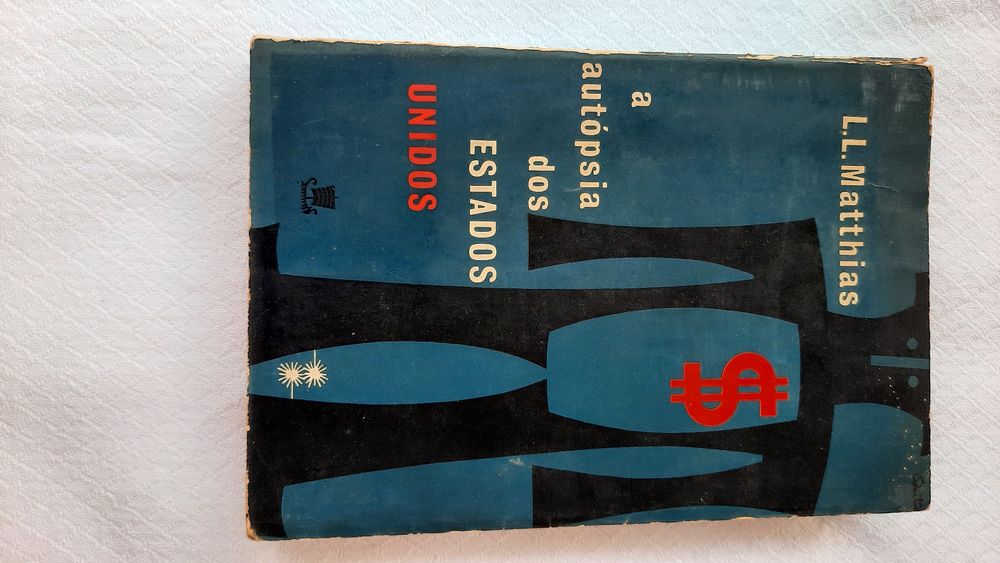 L.L.Matthias
a
autópsia
dos
ESTADOS
UNIDOS
$